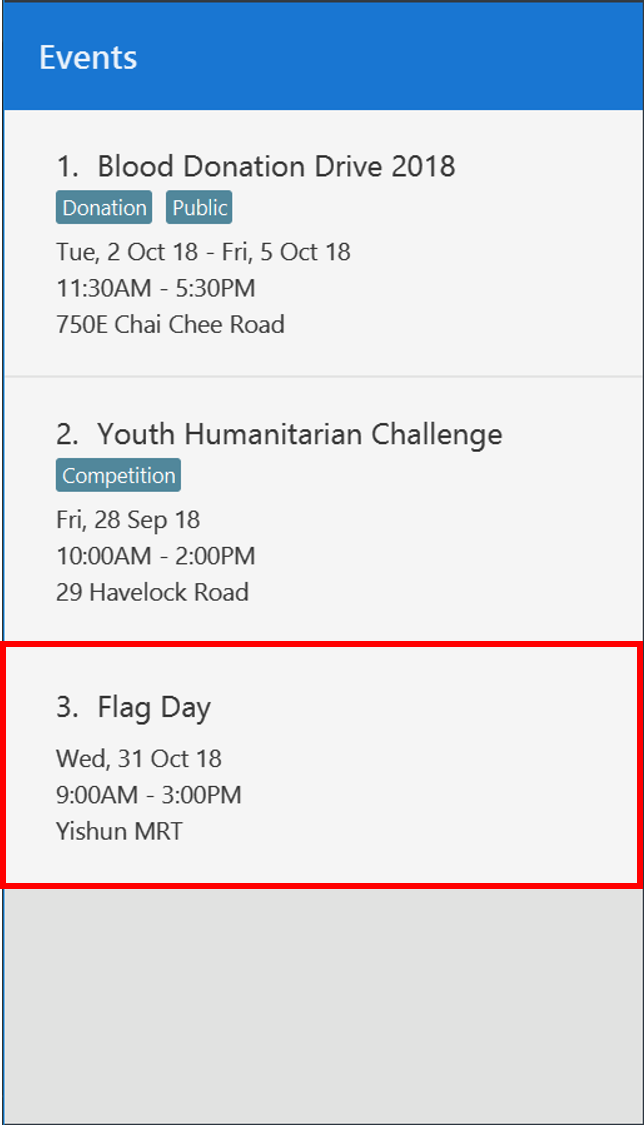 Events
1. Blood Donation Drive 2018
Donation Public
Tue, 2 Oct 18 - Fri, 5 Oct 18
11:30AM - 5:30PM
750E Chai Chee Road
2. Youth Humanitarian Challenge
Competition
Fri, 28 Sep 18
10:00AM - 2:00PM
29 Havelock Road
3. Flag Day
Wed, 31 Oct 18
9:00AM - 3:00PM
Yishun MRT